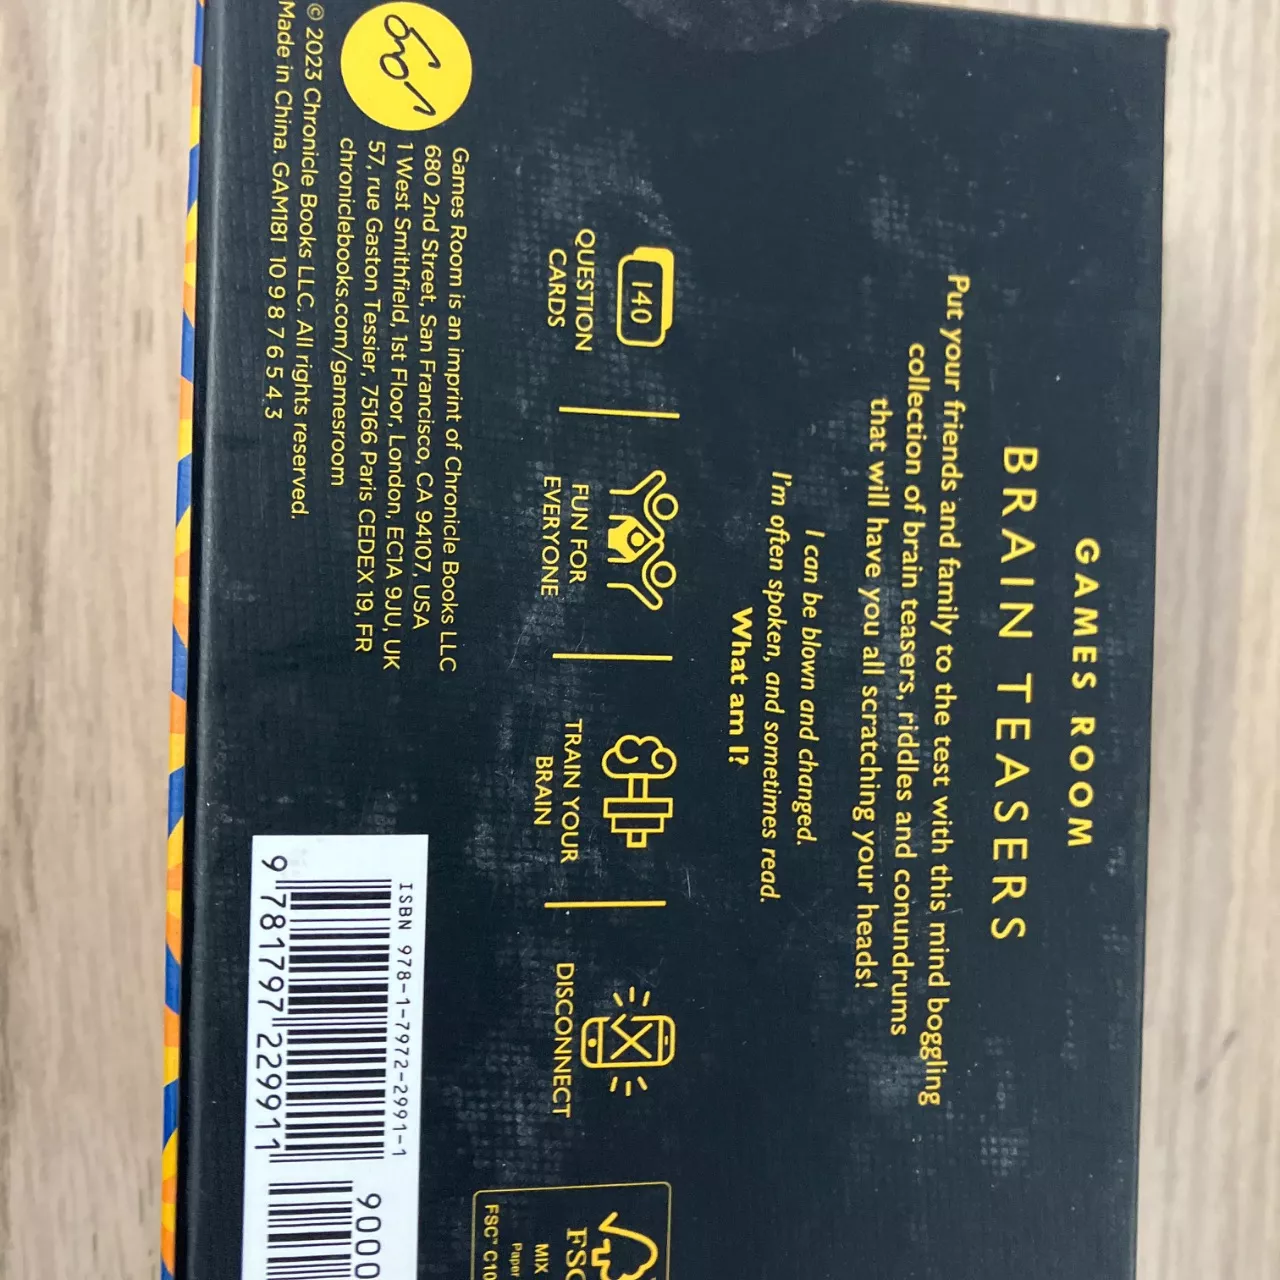 GAMES ROOM
BRAIN TEASERS
Put your friends and family to the test with this mind boggling
collection of brain teasers, riddles and conundrums
that will have you all scratching your heads!
I can be blown and changed.
I'm often spoken, and sometimes read.
What am I?
140
QUESTION
CARDS
FUN FOR
EVERYONE
TRAIN YOUR
BRAIN
DISCONNECT
Games Room is an imprint of Chronicle Books LLC
680 2nd Street, San Francisco, CA 94107, USA
1 West Smithfield, 1st Floor, London, EC1A 9JU, UK
57, rue Gaston Tessier, 75166 Paris CEDEX 19, FR
chroniclebooks.com/gamesroom
© 2023 Chronicle Books LLC. All rights reserved.
Made in China. GAM181 10 9 8 7 6 5 4 3
ISBN 978-1-7972-2991-1
9 781797 229911
9000
FSC
MIX
Paper
FSC™ C10